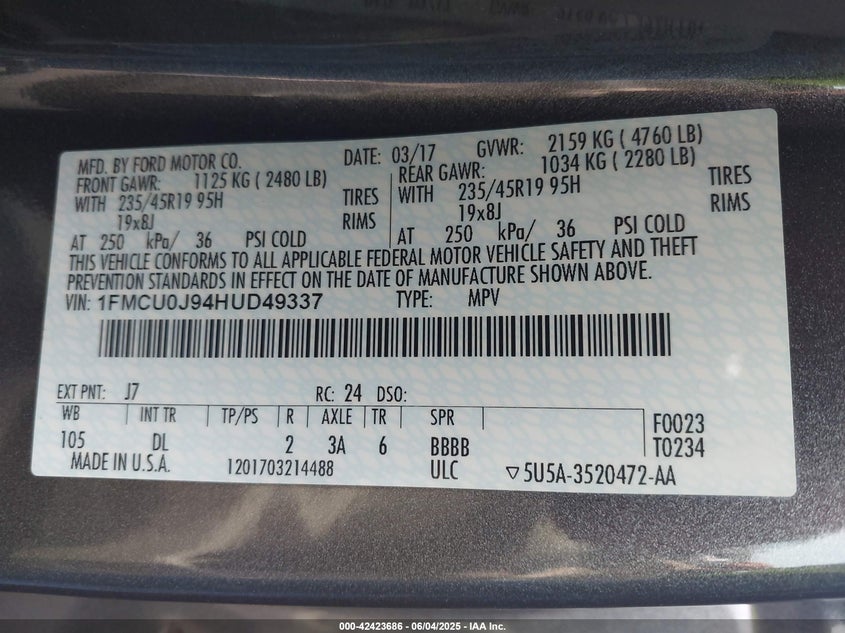 MFD. BY FORD MOTOR CO. DATE: 03/17 GVWR: 2159 KG ( 4760 LB)
FRONT GAWR: 1125 KG ( 2480 LB) REAR GAWR: 1034 KG ( 2280 LB)
WITH 235/45R19 95H TIRES WITH 235/45R19 95H TIRES
19x8J RIMS 19x8J RIMS
AT 250 kPa/ 36 PSI COLD AT 250 kPa/ 36 PSI COLD
THIS VEHICLE CONFORMS TO ALL APPLICABLE FEDERAL MOTOR VEHICLE SAFETY AND THEFT
PREVENTION STANDARDS IN EFFECT ON THE DATE OF MANUFACTURE SHOWN ABOVE.
VIN: 1FMCU0J94HUD49337 TYPE: MPV
EXT PNT: J7 RC: 24 DSO:
WB INT TR TP/PS R AXLE TR SPR F0023
105 DL 2 3A 6 BBBB T0234
MADE IN U.S.A. 1201703214488 ULC ▽5U5A-3520472-AA
000-42423686 - 06/04/2025 - IAA Inc.